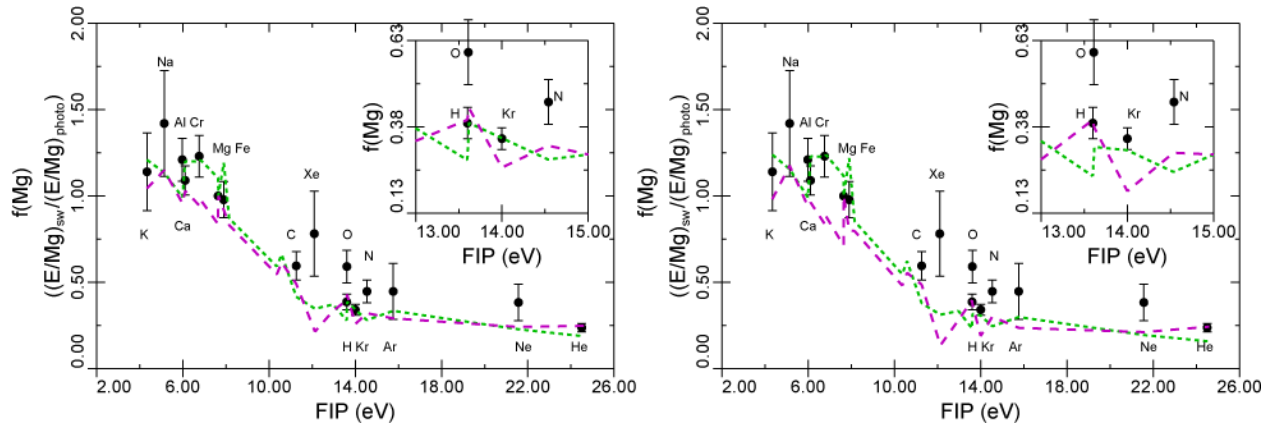 2.00
1.50
1.00
0.50
0.00
f(Mg)
((E/Mg)sw/(E/Mg)photo)
Na
Al Cr
Mg Fe
K
Ca
Xe
C
O
N
H Kr
Ar
Ne
He
2.00 6.00 10.00 14.00 18.00 22.00 26.00
FIP (eV)
0.63
0.38
0.13
f(Mg)
O
H
Kr
N
13.00 14.00 15.00
FIP (eV)
2.00
1.50
1.00
0.50
0.00
f(Mg)
((E/Mg)sw/(E/Mg)photo)
Na
Al Cr
Mg Fe
K
Ca
Xe
C
O
N
H Kr
Ar
Ne
He
2.00 6.00 10.00 14.00 18.00 22.00 26.00
FIP (eV)
0.63
0.38
0.13
f(Mg)
O
H
Kr
N
13.00 14.00 15.00
FIP (eV)